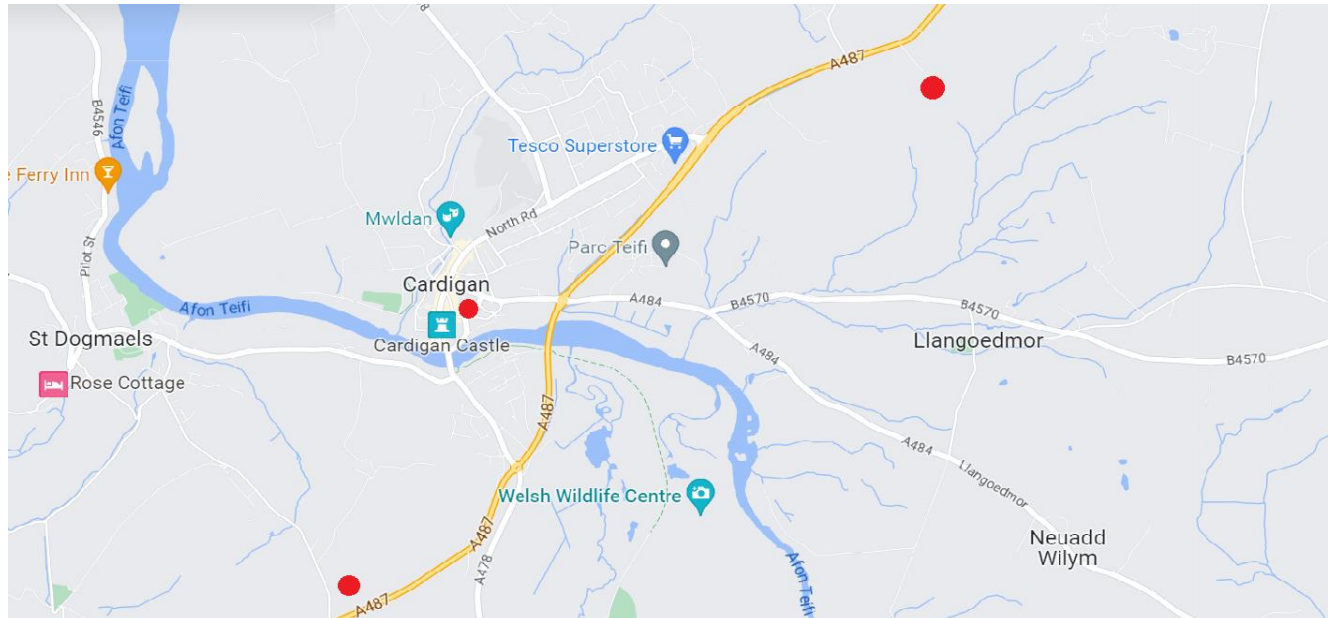 A487
B4546
Afon Teifi
Tesco Superstore
e Ferry Inn
Mwldan
North Rd
Pilot St
Parc Teifi
Cardigan
A484
B4570
B4570
Afon Teifi
St Dogmaels
Cardigan Castle
Llangoedmor
A484
B4570
Rose Cottage
A487
A484
Llangoedmor
Welsh Wildlife Centre
A487
Neuadd
Wilym
A478
Afon Teifi
A487